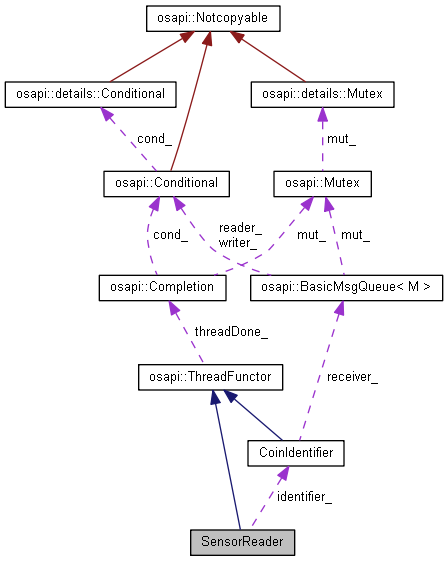 osapi::Notcopyable
osapi::details::Conditional
osapi::details::Mutex
cond_
mut_
osapi::Conditional
osapi::Mutex
reader_
writer_
cond_
mut_
mut_
osapi::Completion
osapi::BasicMsgQueue< M >
threadDone_
osapi::ThreadFunctor
receiver_
CoinIdentifier
identifier_
SensorReader